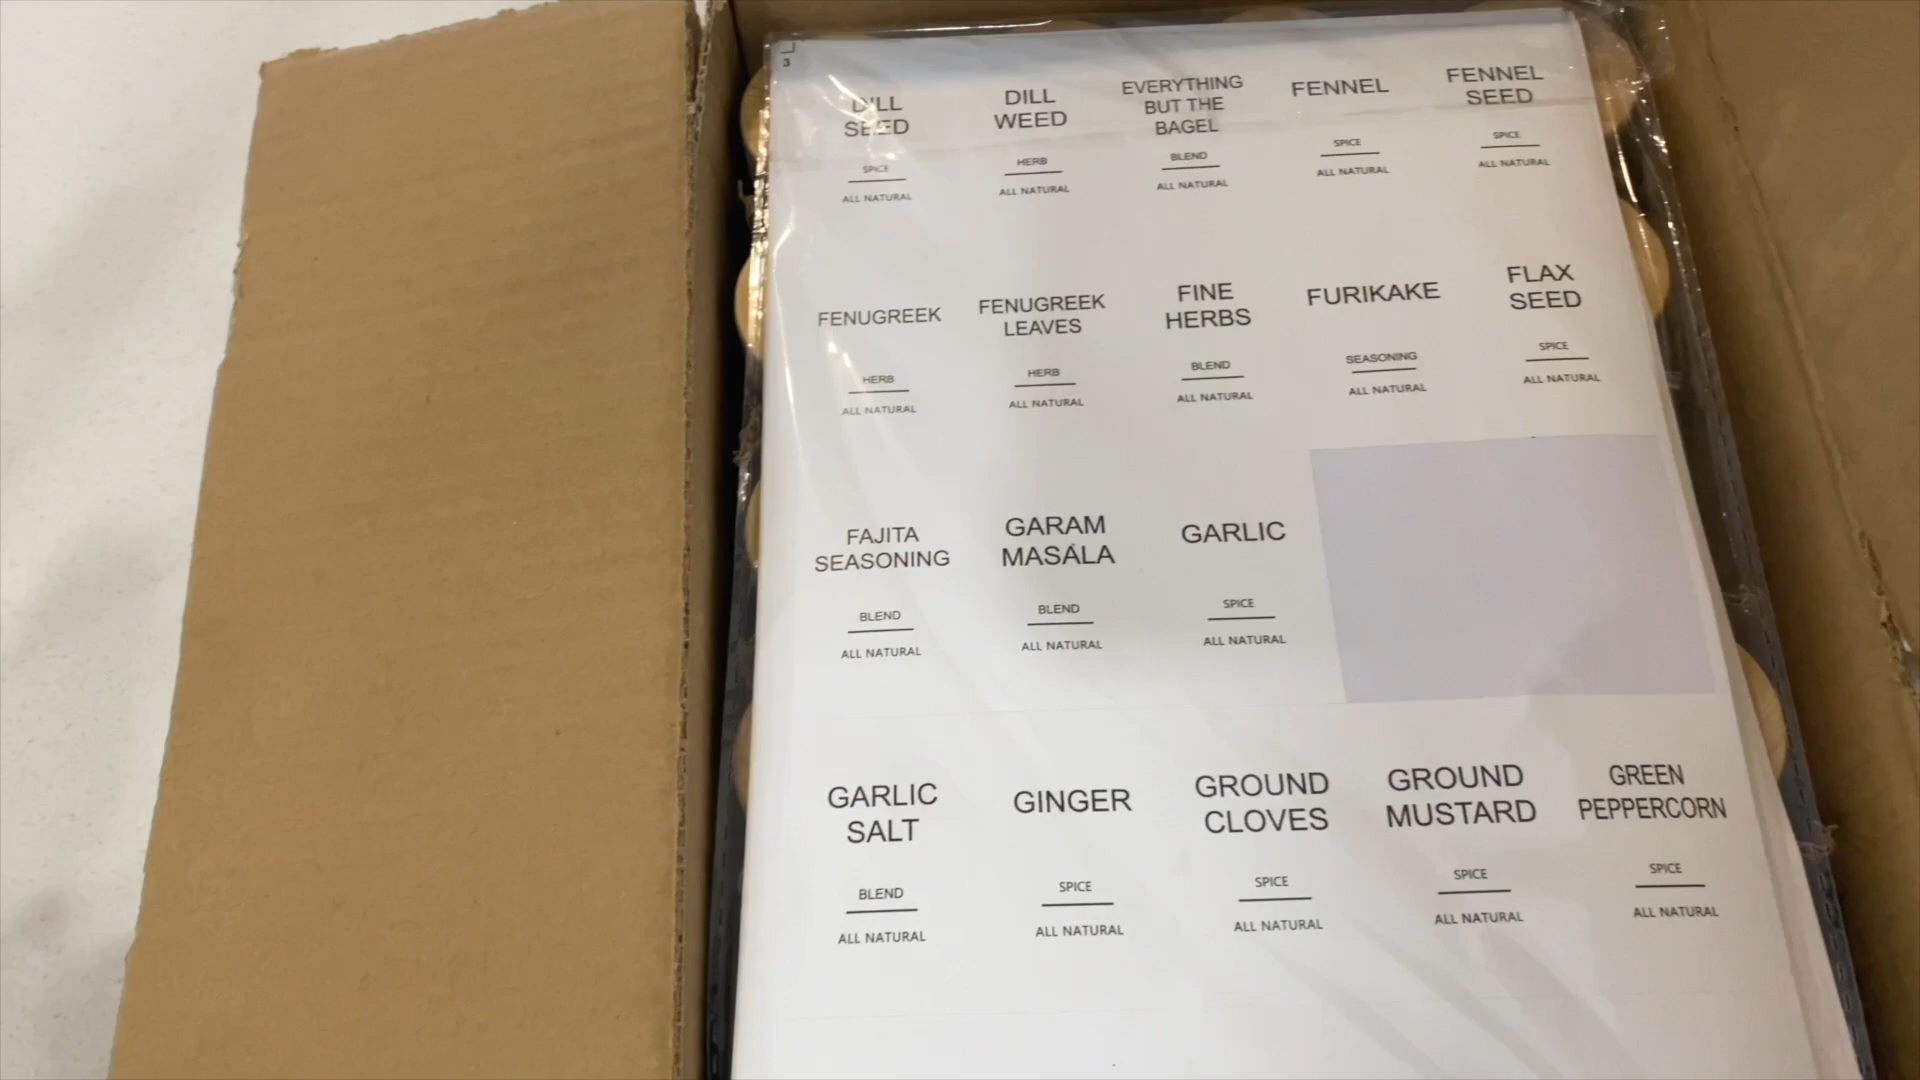 3
DILL
SEED
SPICE
ALL NATURAL
DILL
WEED
HERB
ALL NATURAL
EVERYTHING
BUT THE
BAGEL
BLEND
ALL NATURAL
FENNEL
SPICE
ALL NATURAL
FENNEL
SEED
SPICE
ALL NATURAL
FENUGREEK
HERB
ALL NATURAL
FENUGREEK
LEAVES
HERB
ALL NATURAL
FINE
HERBS
BLEND
ALL NATURAL
FURIKAKE
SEASONING
ALL NATURAL
FLAX
SEED
SPICE
ALL NATURAL
FAJITA
SEASONING
BLEND
ALL NATURAL
GARAM
MASALA
BLEND
ALL NATURAL
GARLIC
SPICE
ALL NATURAL
GARLIC
SALT
BLEND
ALL NATURAL
GINGER
SPICE
ALL NATURAL
GROUND
CLOVES
SPICE
ALL NATURAL
GROUND
MUSTARD
SPICE
ALL NATURAL
GREEN
PEPPERCORN
SPICE
ALL NATURAL